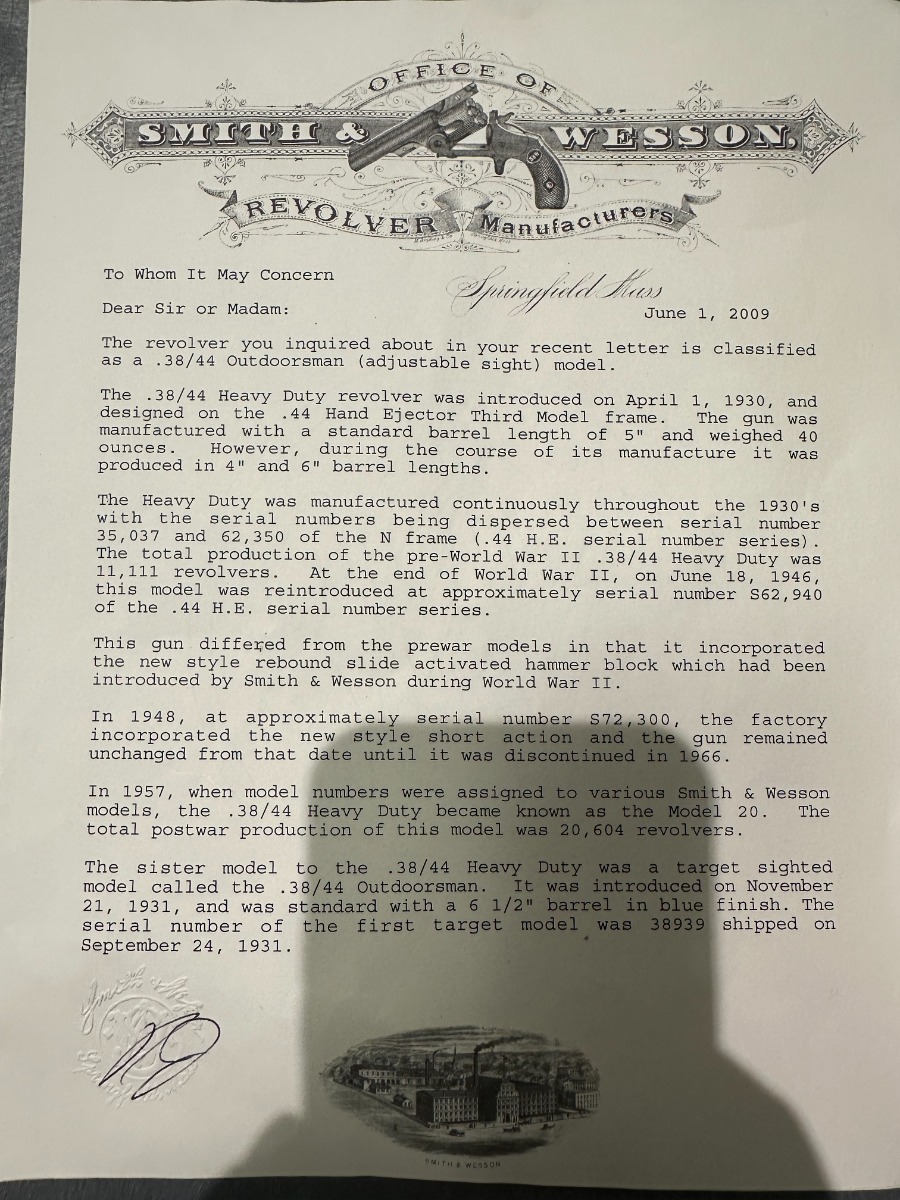 OFFICE OF
SMITH & WESSON.
REVOLVER Manufacturers
To Whom It May Concern
Springfield Mass
Dear Sir or Madam:
June 1, 2009
The revolver you inquired about in your recent letter is classified
as a .38/44 Outdoorsman (adjustable sight) model.
The .38/44 Heavy Duty revolver was introduced on April 1, 1930, and
designed on the .44 Hand Ejector Third Model frame. The gun was
manufactured with a standard barrel length of 5" and weighed 40
ounces. However, during the course of its manufacture it was
produced in 4" and 6" barrel lengths.
The Heavy Duty was manufactured continuously throughout the 1930's
with the serial numbers being dispersed between serial number
35,037 and 62,350 of the N frame (.44 H.E. serial number series).
The total production of the pre-World War II .38/44 Heavy Duty was
11,111 revolvers. At the end of World War II, on June 18, 1946,
this model was reintroduced at approximately serial number S62,940
of the .44 H.E. serial number series.
This gun differed from the prewar models in that it incorporated
the new style rebound slide activated hammer block which had been
introduced by Smith & Wesson during World War II.
In 1948, at approximately serial number S72,300, the factory
incorporated the new style short action and the gun remained
unchanged from that date until it was discontinued in 1966.
In 1957, when model numbers were assigned to various Smith & Wesson
models, the .38/44 Heavy Duty became known as the Model 20. The
total postwar production of this model was 20,604 revolvers.
The sister model to the .38/44 Heavy Duty was a target sighted
model called the .38/44 Outdoorsman. It was introduced on November
21, 1931, and was standard with a 6 1/2" barrel in blue finish. The
serial number of the first target model was 38939 shipped on
September 24, 1931.
Smith &
SMITH & WESSON